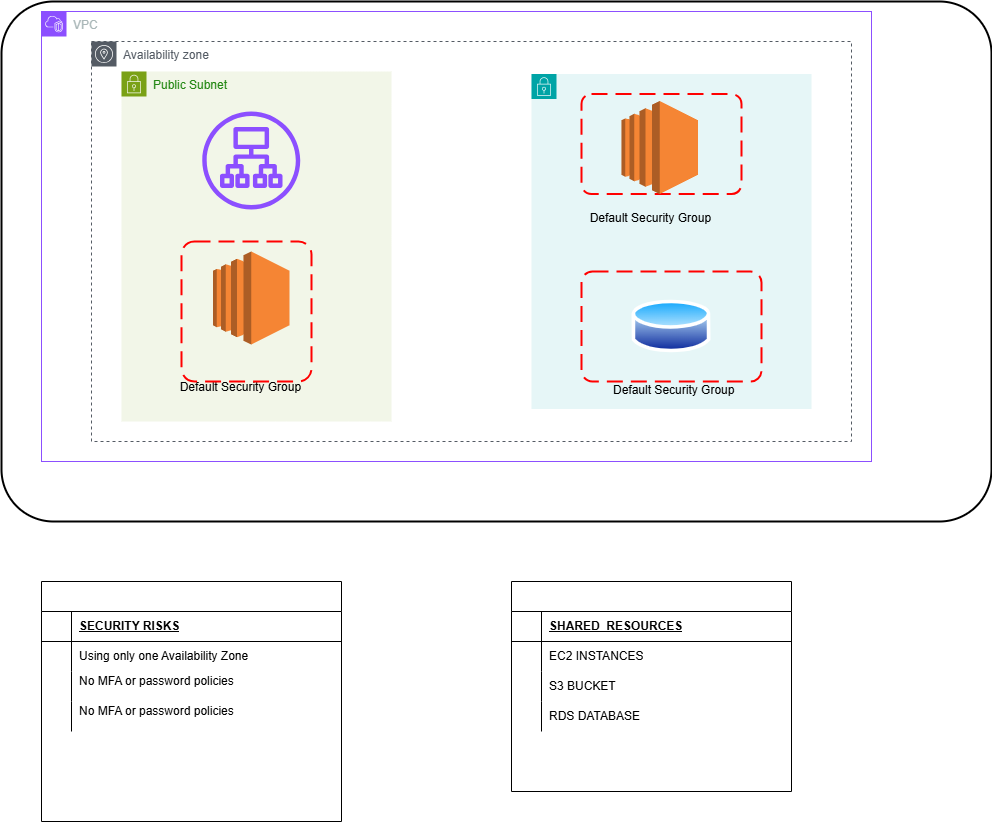 VPC
Availability zone
Public Subnet
Default Security Group
Default Security Group
Default Security Group
SECURITY RISKS
Using only one Availability Zone
No MFA or password policies
No MFA or password policies
SHARED  RESOURCES
EC2 INSTANCES
S3 BUCKET
RDS DATABASE